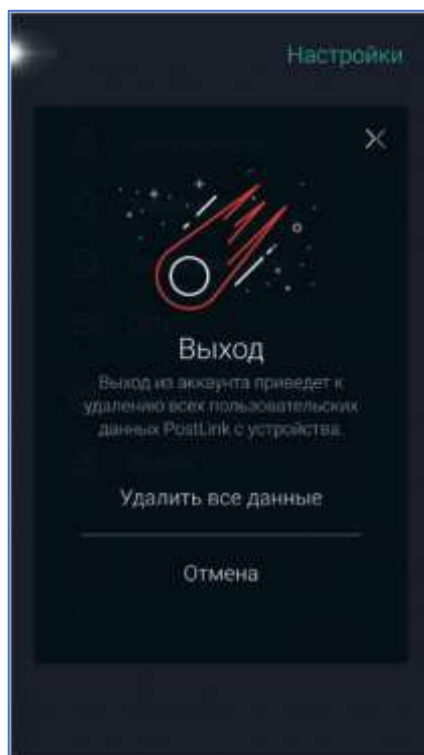 Настройки
Выход
Выход из аккаунта приведет к
удалению всех пользовательских
данных PostLink с устройства.
Удалить все данные
Отмена